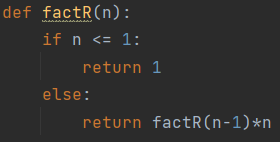 def factR(n):
    if n <= 1:
        return 1
    else:
        return factR(n-1)*n